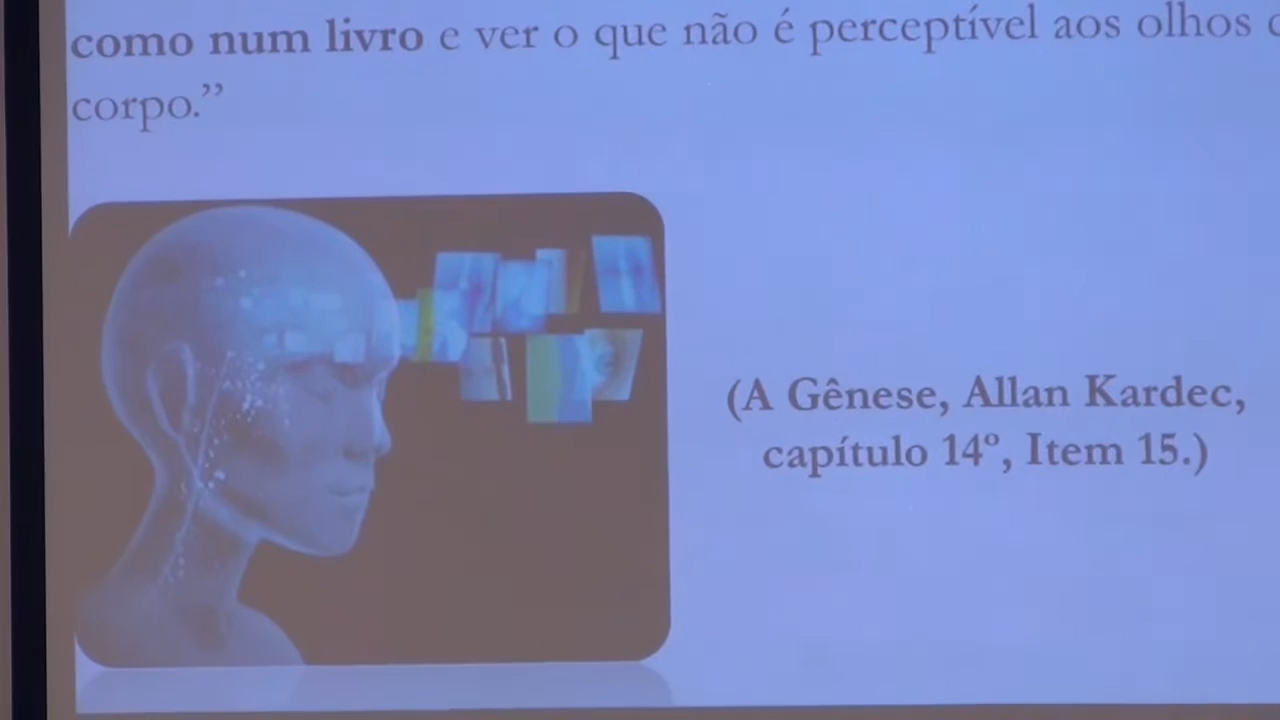 como num livro e ver o que não é perceptível aos olhos
corpo.”
(A Gênese, Allan Kardec,
capítulo 14º, Item 15.)